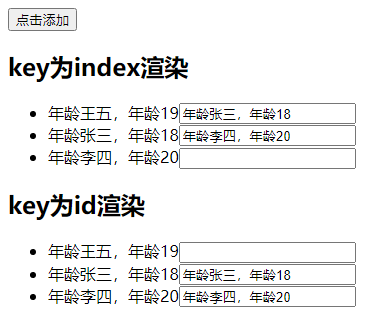 点击添加
key为index渲染
年龄王五，年龄19 年龄张三，年龄18
年龄张三，年龄18 年龄李四，年龄20
年龄李四，年龄20
key为id渲染
年龄王五，年龄19
年龄张三，年龄18 年龄张三，年龄18
年龄李四，年龄20 年龄李四，年龄20